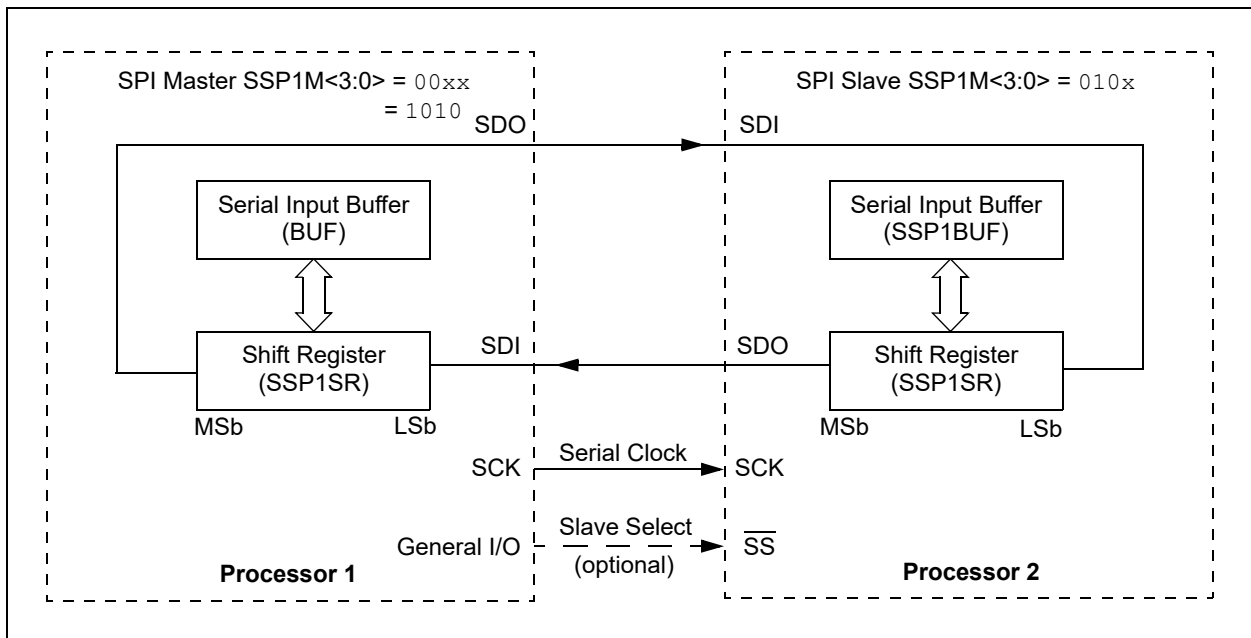 SPI Master SSP1M<3:0> = 00xx
= 1010
SPI Slave SSP1M<3:0> = 010x
SDO
SDI
Serial Input Buffer
(BUF)
Serial Input Buffer
(SSP1BUF)
SDI
SDO
Shift Register
(SSP1SR)
Shift Register
(SSP1SR)
MSb
LSb
MSb
LSb
SCK
Serial Clock
SCK
General I/O
Slave Select
(optional)
SS
Processor 1
Processor 2